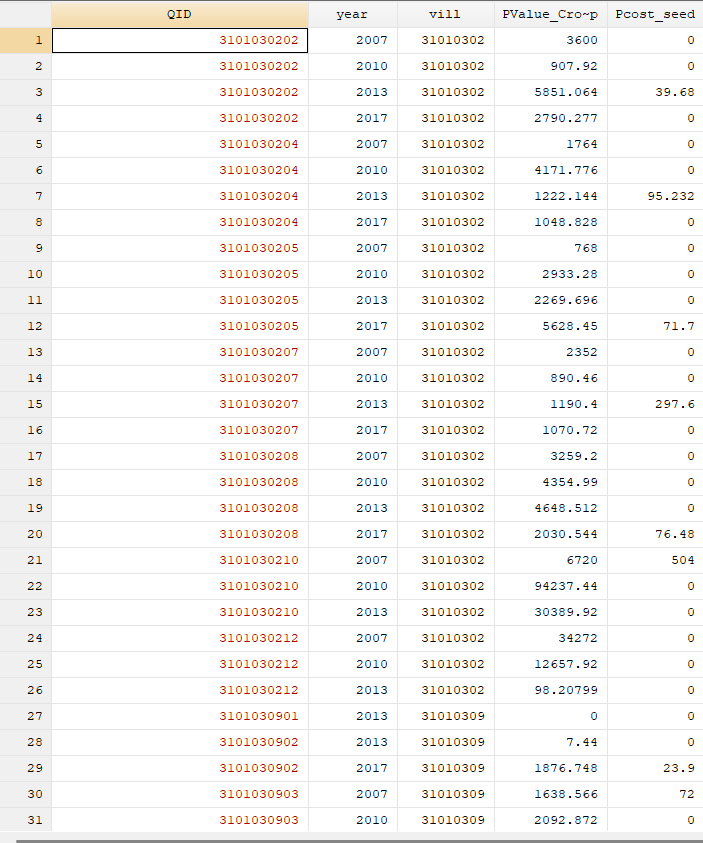 QID year vill PValue_Cro~p Pcost_seed
1 3101030202 2007 31010302 3600 0
2 3101030202 2010 31010302 907.92 0
3 3101030202 2013 31010302 5851.064 39.68
4 3101030202 2017 31010302 2790.277 0
5 3101030204 2007 31010302 1764 0
6 3101030204 2010 31010302 4171.776 0
7 3101030204 2013 31010302 1222.144 95.232
8 3101030204 2017 31010302 1048.828 0
9 3101030205 2007 31010302 768 0
10 3101030205 2010 31010302 2933.28 0
11 3101030205 2013 31010302 2269.696 0
12 3101030205 2017 31010302 5628.45 71.7
13 3101030207 2007 31010302 2352 0
14 3101030207 2010 31010302 890.46 0
15 3101030207 2013 31010302 1190.4 297.6
16 3101030207 2017 31010302 1070.72 0
17 3101030208 2007 31010302 3259.2 0
18 3101030208 2010 31010302 4354.99 0
19 3101030208 2013 31010302 4648.512 0
20 3101030208 2017 31010302 2030.544 76.48
21 3101030210 2007 31010302 6720 504
22 3101030210 2010 31010302 94237.44 0
23 3101030210 2013 31010302 30389.92 0
24 3101030212 2007 31010302 34272 0
25 3101030212 2010 31010302 12657.92 0
26 3101030212 2013 31010302 98.20799 0
27 3101030901 2013 31010309 0 0
28 3101030902 2013 31010309 7.44 0
29 3101030902 2017 31010309 1876.748 23.9
30 3101030903 2007 31010309 1638.566 72
31 3101030903 2010 31010309 2092.872 0